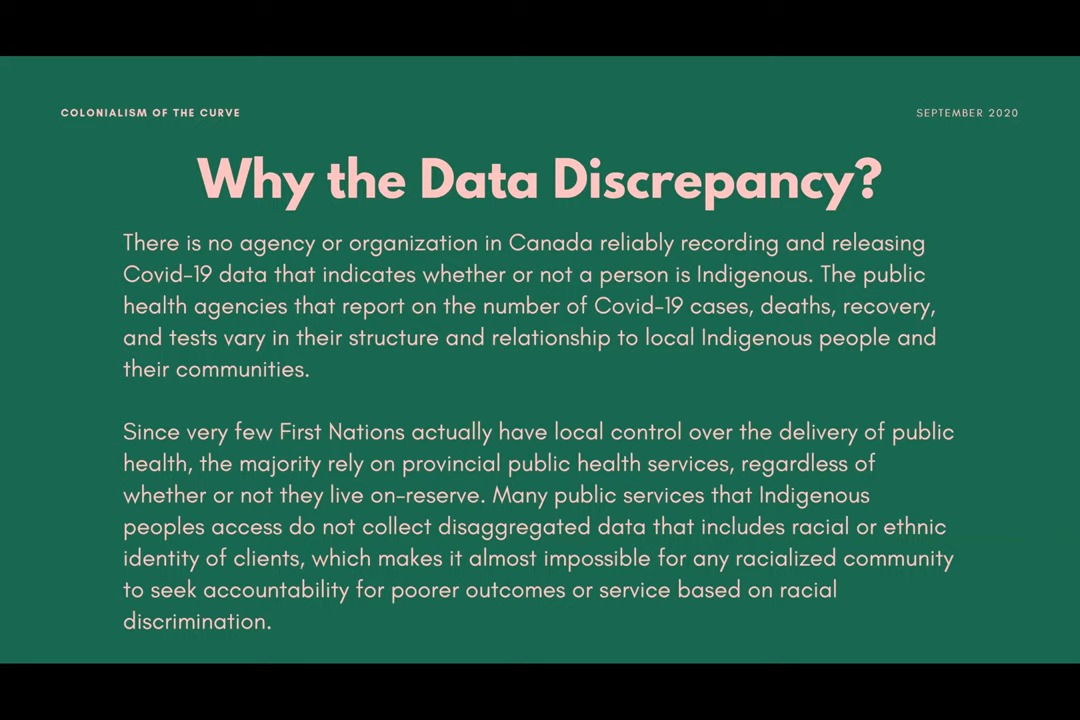 COLONIALISM OF THE CURVE
SEPTEMBER 2020
Why the Data Discrepancy?
There is no agency or organization in Canada reliably recording and releasing
Covid-19 data that indicates whether or not a person is Indigenous. The public
health agencies that report on the number of Covid-19 cases, deaths, recovery,
and tests vary in their structure and relationship to local Indigenous people and
their communities.
Since very few First Nations actually have local control over the delivery of public
health, the majority rely on provincial public health services, regardless of
whether or not they live on-reserve. Many public services that Indigenous
peoples access do not collect disaggregated data that includes racial or ethnic
identity of clients, which makes it almost impossible for any racialized community
to seek accountability for poorer outcomes or service based on racial
discrimination.